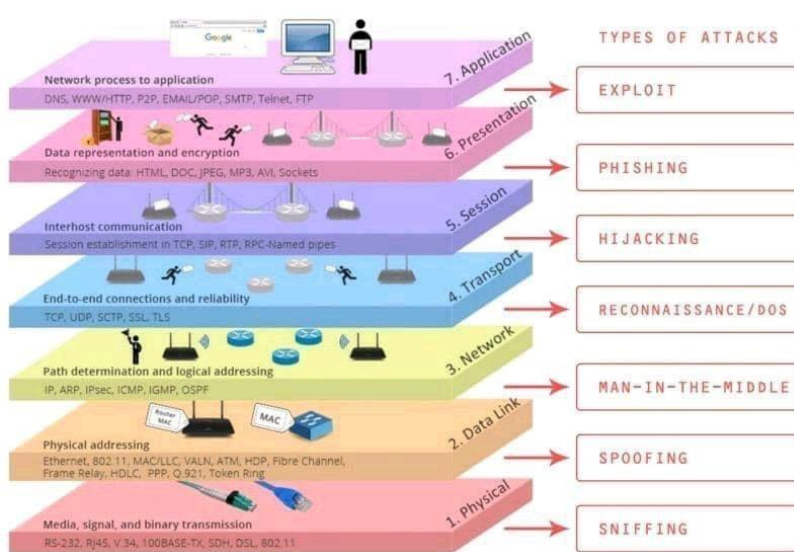 TYPES OF ATTACKS
Google
7. Application
Network process to application
DNS, WWW/HTTP, P2P, EMAIL/POP, SMTP, Telnet, FTP
EXPLOIT
6. Presentation
Data representation and encryption
Recognizing data: HTML, DOC, JPEG, MP3, AVI, Sockets
PHISHING
5. Session
Interhost communication
Session establishment in TCP, SIP, RTP, RPC-Named pipes
HIJACKING
4. Transport
End-to-end connections and reliability
TCP, UDP, SCTP, SSL, TLS
RECONNAISSANCE/DOS
3. Network
Path determination and logical addressing
IP, ARP, IPsec, ICMP, IGMP, OSPF
MAN-IN-THE-MIDDLE
Router
MAC
MAC
2. Data Link
Physical addressing
Ethernet, 802.11, MAC/LLC, VALN, ATM, HDP, Fibre Channel,
Frame Relay, HDLC, PPP, Q.921, Token Ring
SPOOFING
1. Physical
Media, signal, and binary transmission
RS-232, RJ45, V.34, 100BASE-TX, SDH, DSL, 802.11
SNIFFING